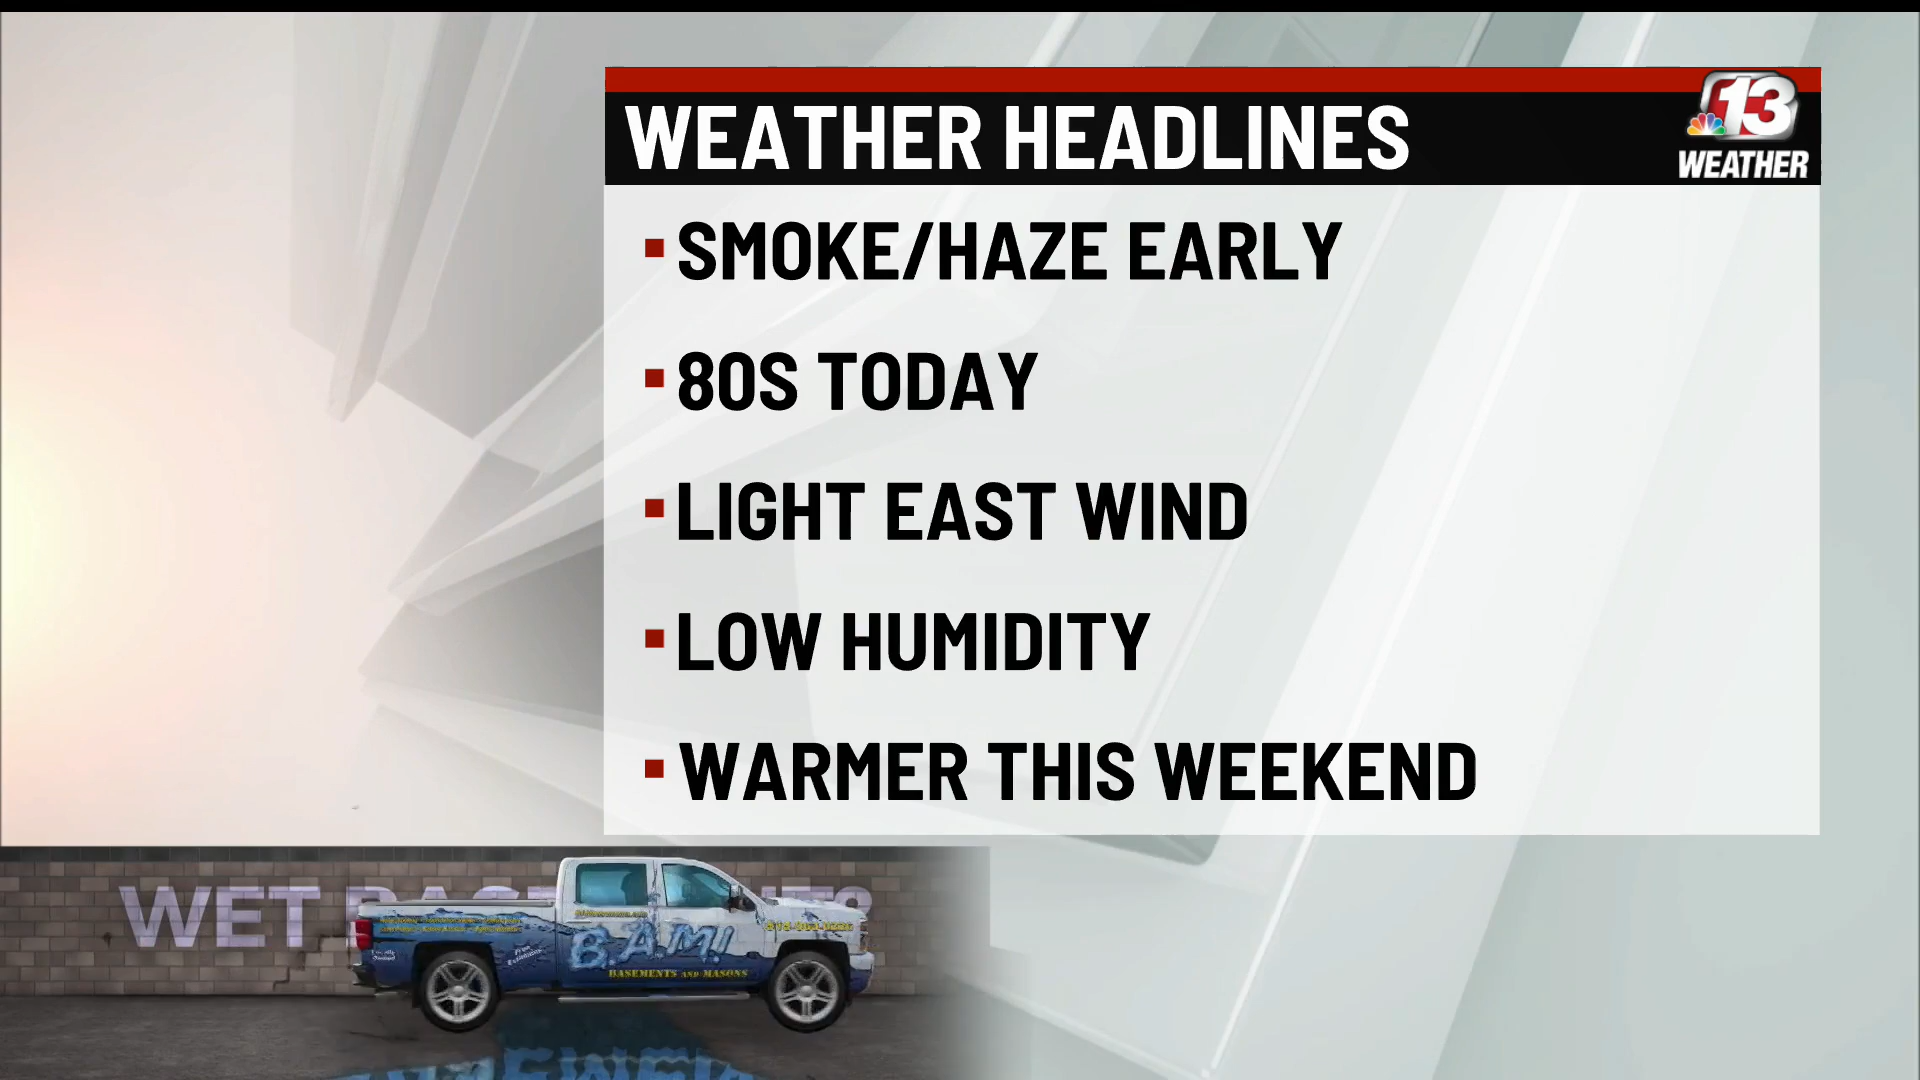 WEATHER HEADLINES
13
WEATHER
SMOKE/HAZE EARLY
80S TODAY
LIGHT EAST WIND
LOW HUMIDITY
WARMER THIS WEEKEND
WET
B.A.M!
BASEMENTS AND MASONS
Free